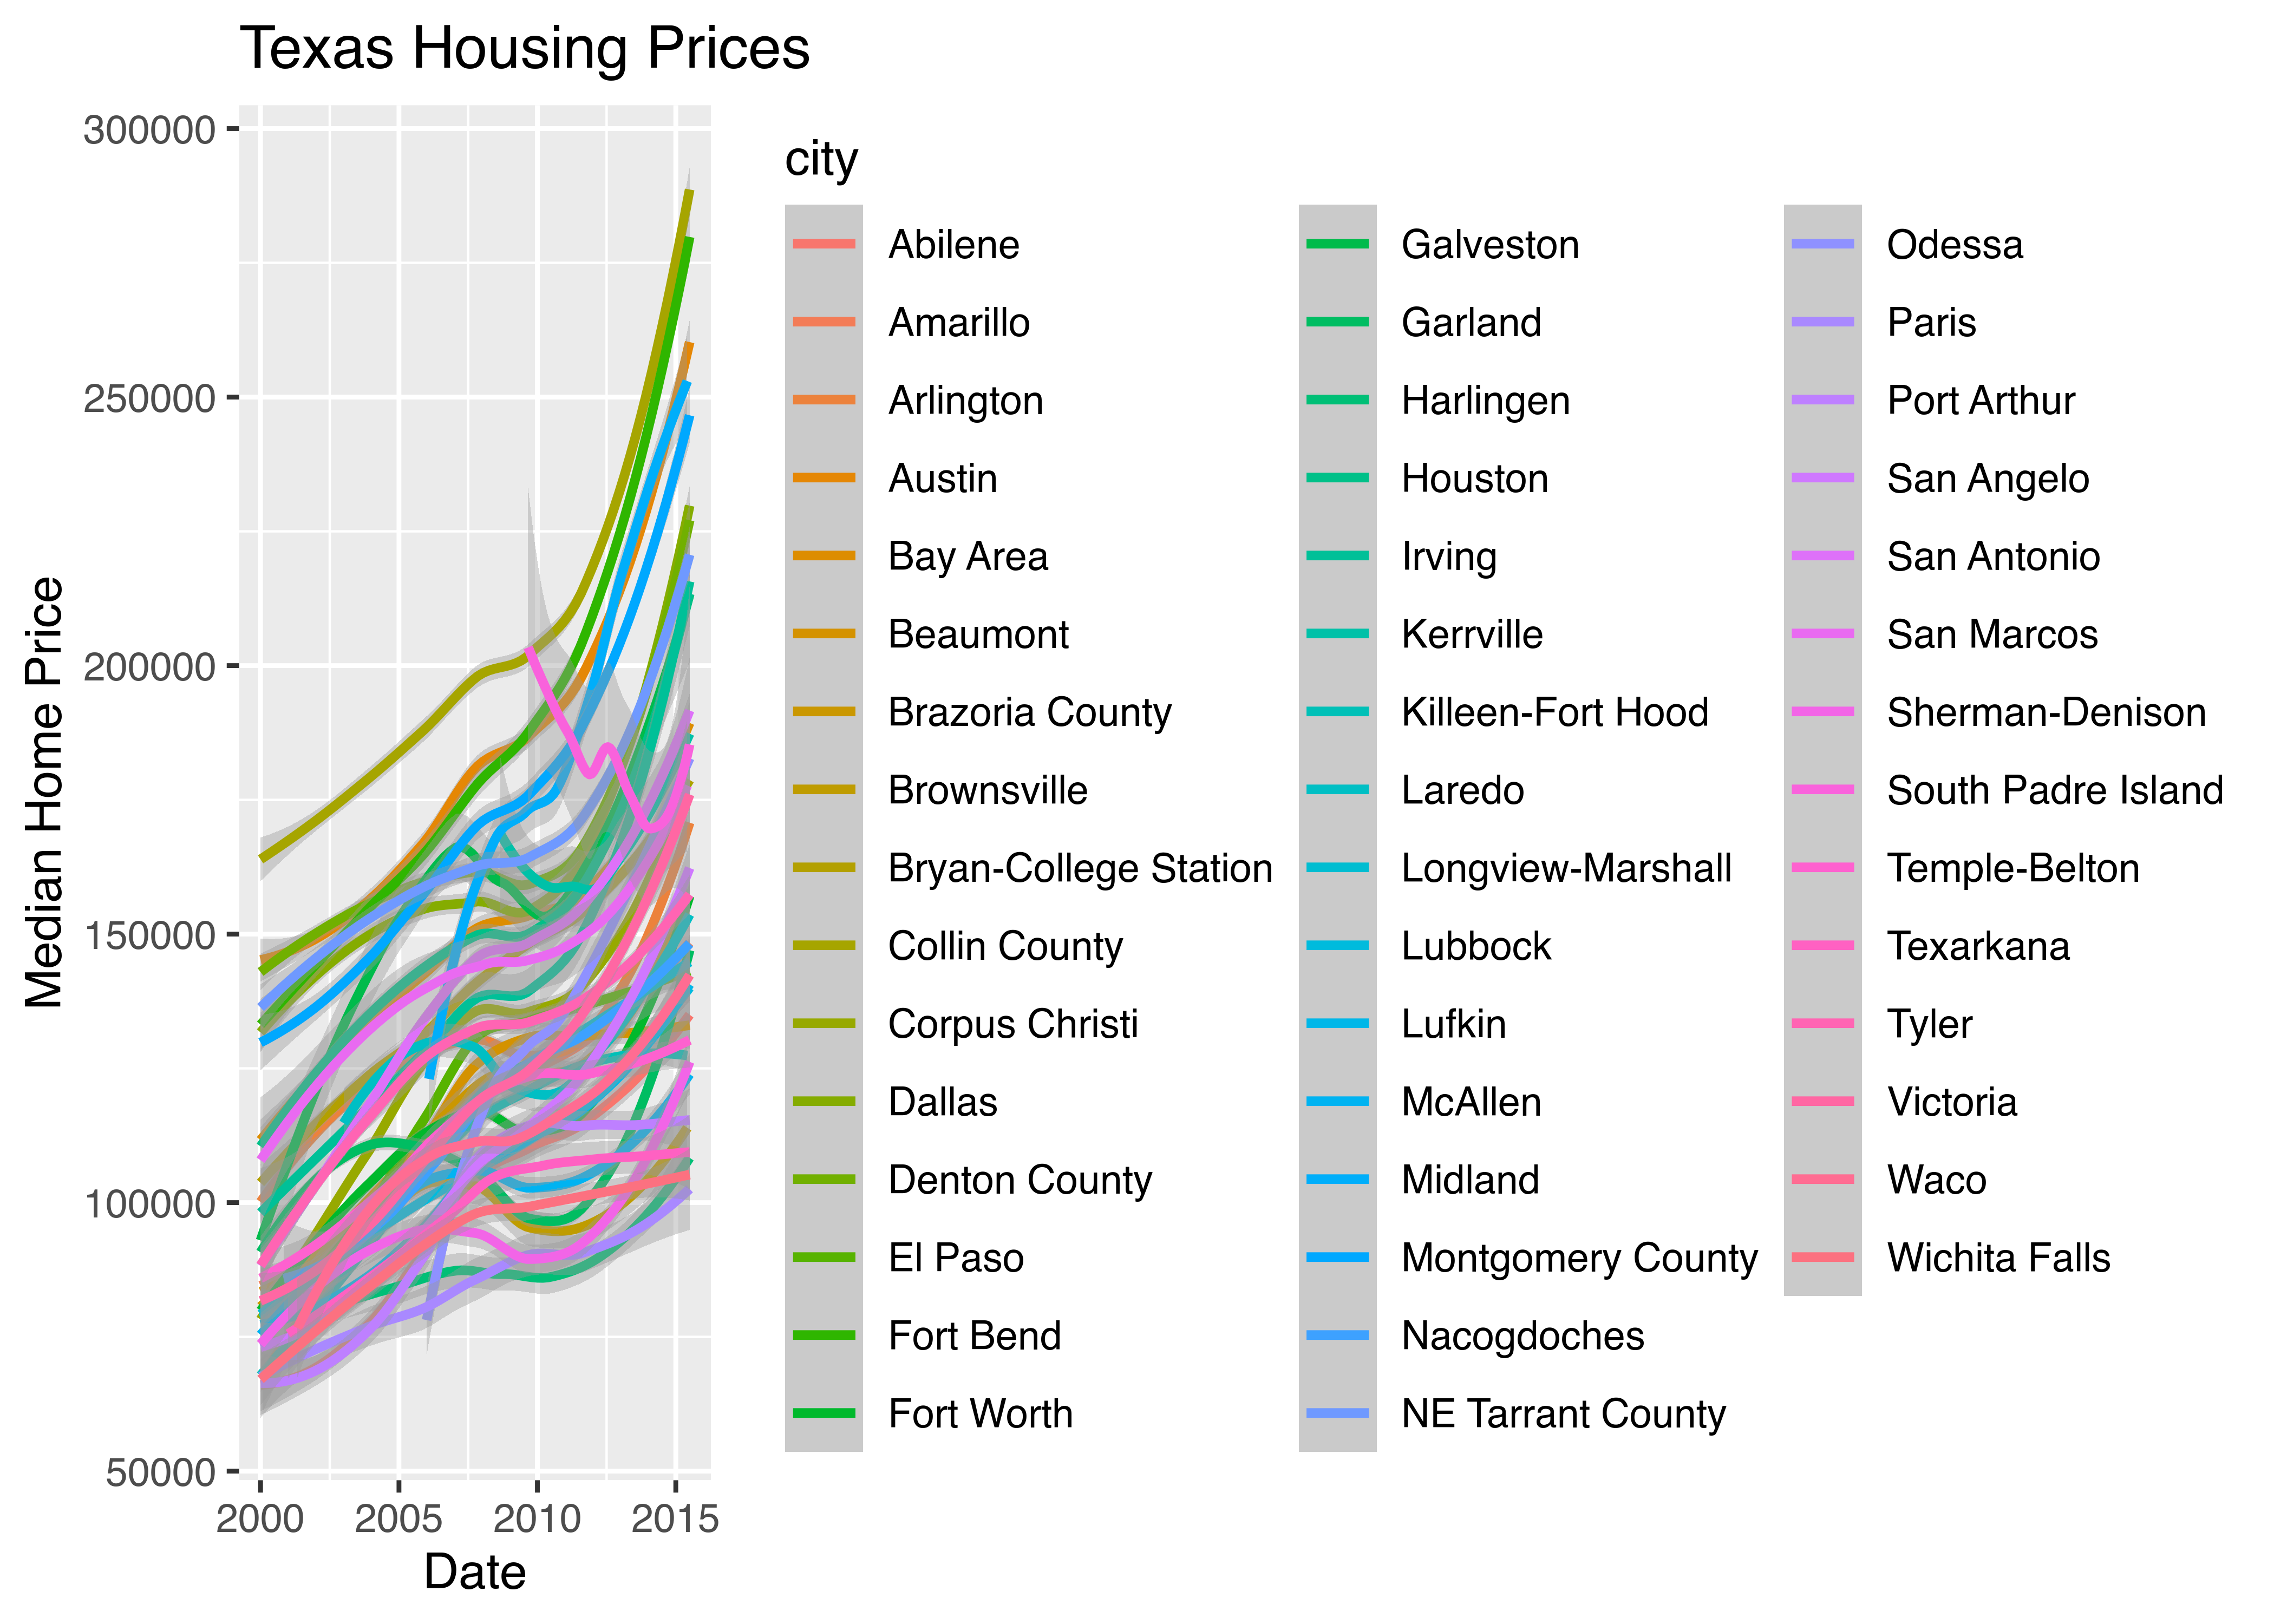 Texas Housing Prices
300000
250000
200000
150000
100000
50000
Median Home Price
2000 2005 2010 2015
Date
city
Abilene
Amarillo
Arlington
Austin
Bay Area
Beaumont
Brazoria County
Brownsville
Bryan-College Station
Collin County
Corpus Christi
Dallas
Denton County
El Paso
Fort Bend
Fort Worth
Galveston
Garland
Harlingen
Houston
Irving
Kerrville
Killeen-Fort Hood
Laredo
Longview-Marshall
Lubbock
Lufkin
McAllen
Midland
Montgomery County
Nacogdoches
NE Tarrant County
Odessa
Paris
Port Arthur
San Angelo
San Antonio
San Marcos
Sherman-Denison
South Padre Island
Temple-Belton
Texarkana
Tyler
Victoria
Waco
Wichita Falls